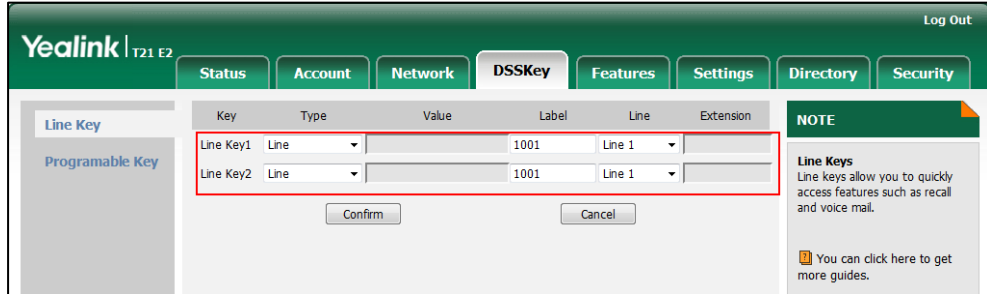 Log Out
Yealink | T21 E2
Status Account Network DSSKey Features Settings Directory Security
Line Key
Programable Key
Key Type Value Label Line Extension
Line Key1 Line 1001 Line 1
Line Key2 Line 1001 Line 1
Confirm Cancel
NOTE
Line Keys
Line keys allow you to quickly
access features such as recall
and voice mail.
You can click here to get
more guides.